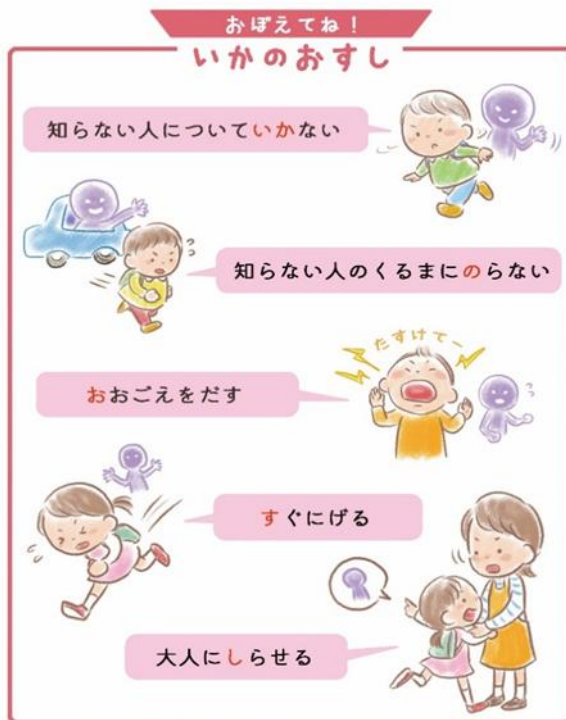 おぼえてね！
いかのおすし
知らない人についていかない
知らない人のくるまにのらない
たすけてー
おおごえをだす
すぐにげる
大人にしらせる